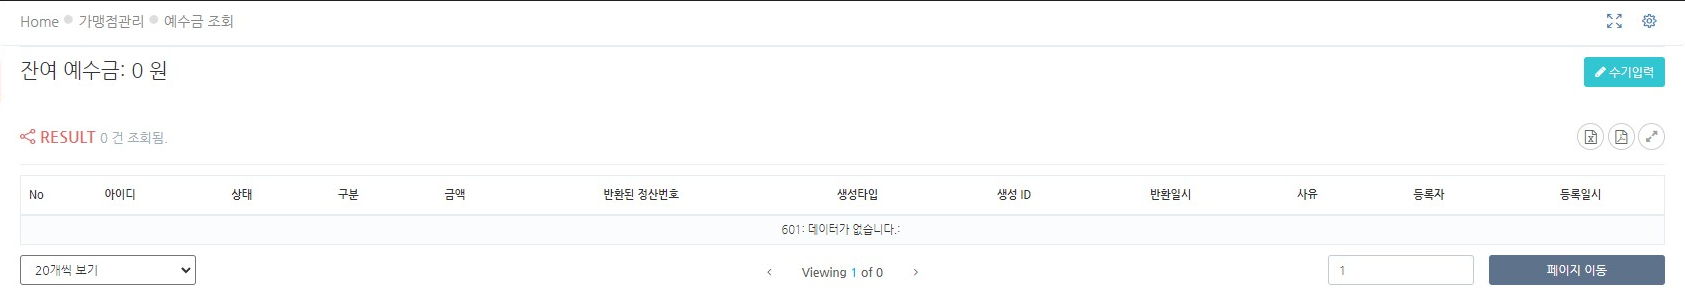 Home 가맹점관리 예수금 조회
잔여 예수금: 0 원
수기입력
RESULT 0 건 조회됨.
No 아이디 상태 구분 금액 반환된 정산번호 생성타입 생성 ID 반환일시 사유 등록자 등록일시
601: 데이터가 없습니다.:
20개씩 보기 ‹ Viewing 1 of 0 › 1 페이지 이동